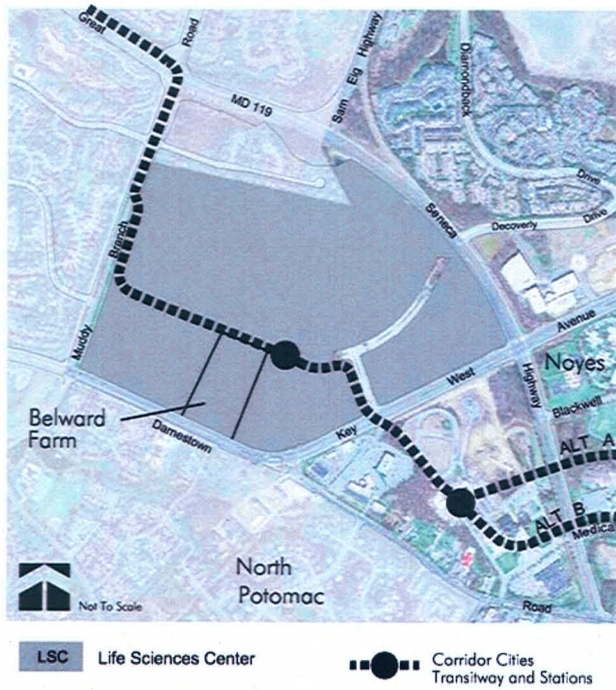 Great
Road
MD 119
Sam Eig Highway
Diamondback
Drive
Seneca
Decoverly
Drive
Branch
Muddy
Avenue
West
Key
Highway
Noyes
Blackwell
Belward
Farm
Darnestown
ALT A
ALT B
Medica
North
Potomac
Road
Not To Scale
LSC
Life Sciences Center
Corridor Cities
Transitway and Stations